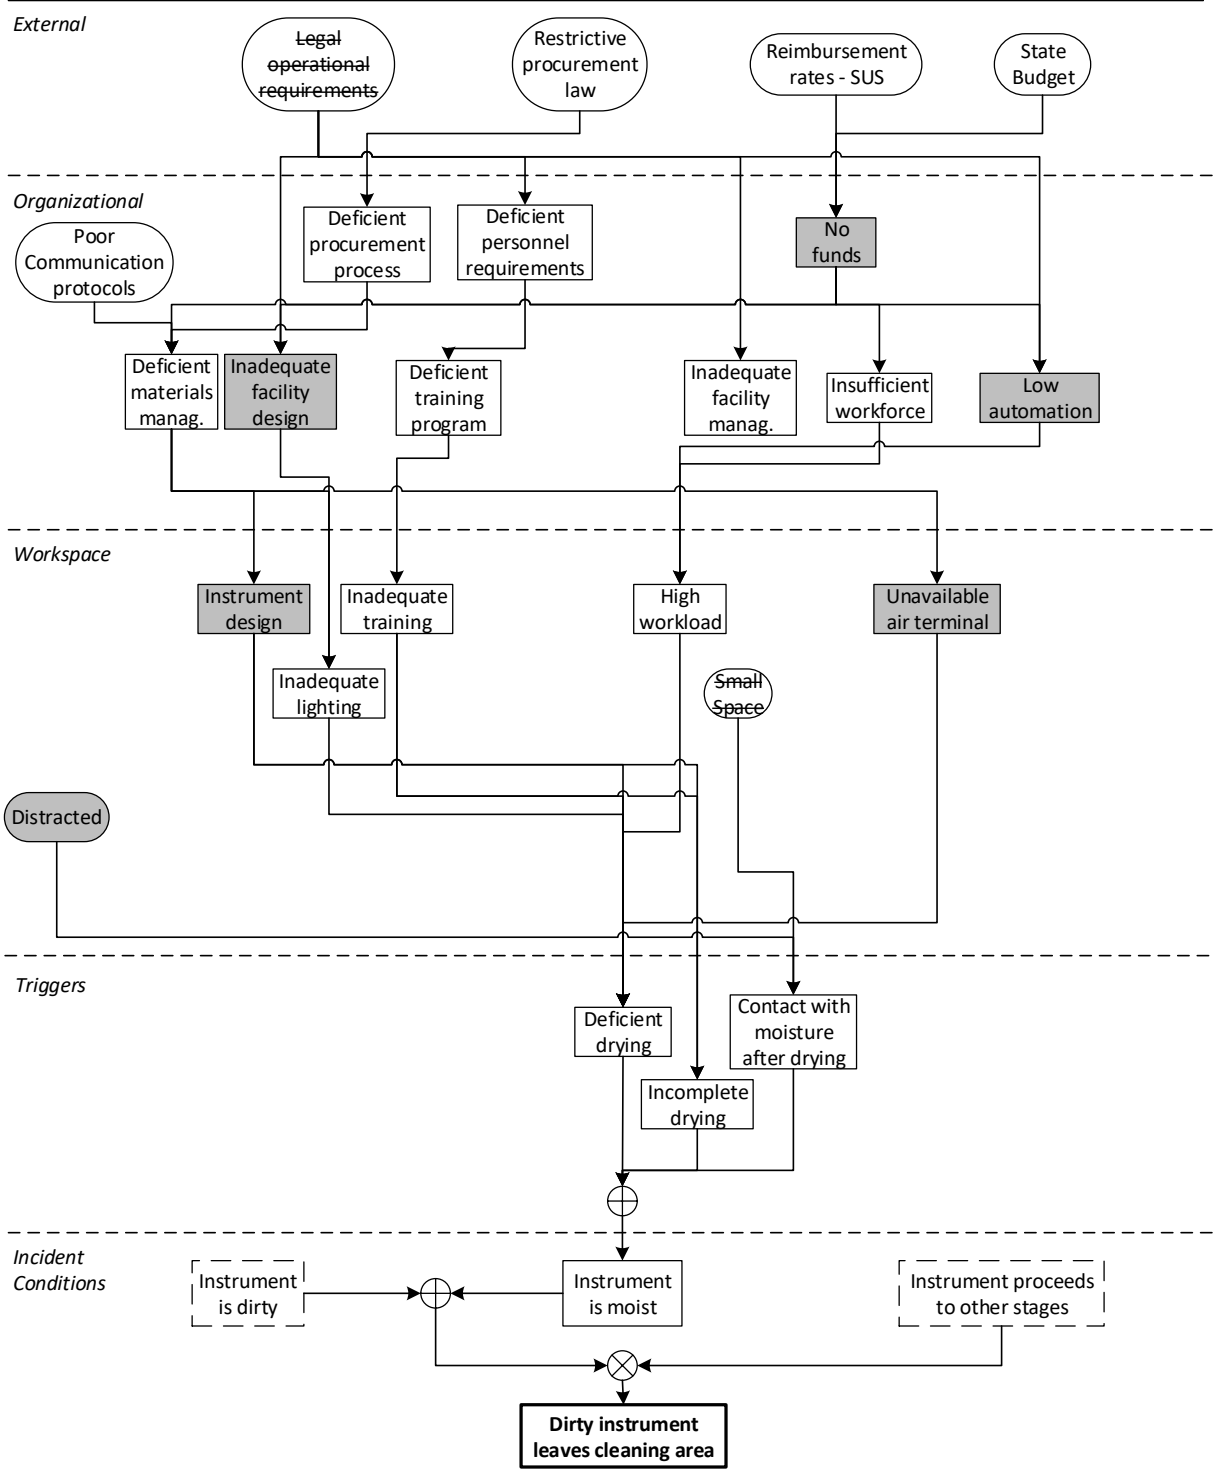 External
Legal
operational
requirements
Restrictive
procurement
law
Reimbursement
rates - SUS
State
Budget
Organizational
Poor
Communication
protocols
Deficient
procurement
process
Deficient
personnel
requirements
No
funds
Deficient
materials
manag.
Inadequate
facility
design
Deficient
training
program
Inadequate
facility
manag.
Insufficient
workforce
Low
automation
Workspace
Instrument
design
Inadequate
training
High
workload
Unavailable
air terminal
Inadequate
lighting
Small
Space
Distracted
Triggers
Deficient
drying
Contact with
moisture
after drying
Incomplete
drying
Incident
Conditions
Instrument
is dirty
Instrument
is moist
Instrument proceeds
to other stages
Dirty instrument
leaves cleaning area